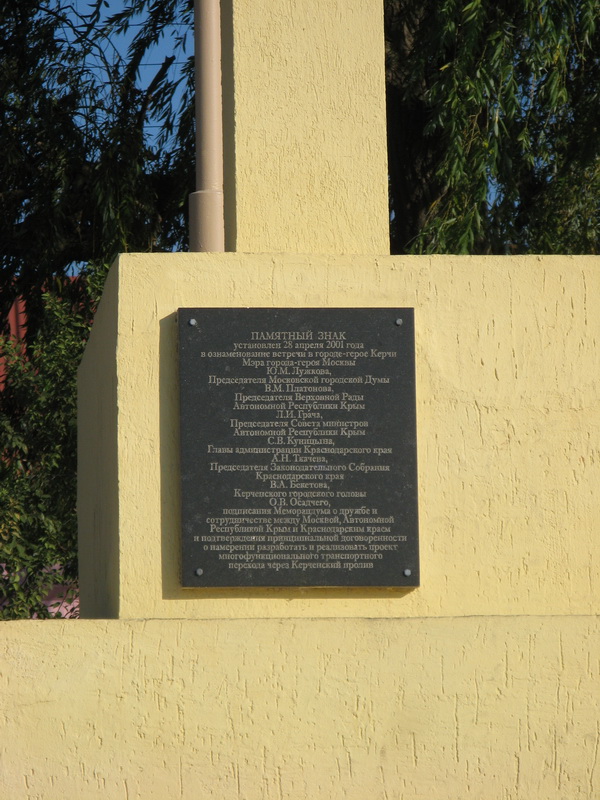 ПАМЯТНЫЙ ЗНАК
установлен 28 апреля 2001 года
в ознаменование встречи в городе-герое Керчи
Мэра города-героя Москвы
Ю.М. Лужкова,
Председателя Московской городской Думы
В.М. Платонова,
Председателя Верховной Рады
Автономной Республики Крым
Л.И. Грача,
Председателя Совета министров
Автономной Республики Крым
С.В. Куницына,
Главы администрации Краснодарского края
А.Н. Ткачева,
Председателя Законодательного Собрания
Краснодарского края
В.А. Бекетова,
Керченского городского головы
О.В. Осадчего,
подписания Меморандума о дружбе и
сотрудничестве между Москвой, Автономной
Республикой Крым и Краснодарским краем
и подтверждения принципиальной договоренности
о намерении разработать и реализовать проект
многофункционального транспортного
перехода через Керченский пролив